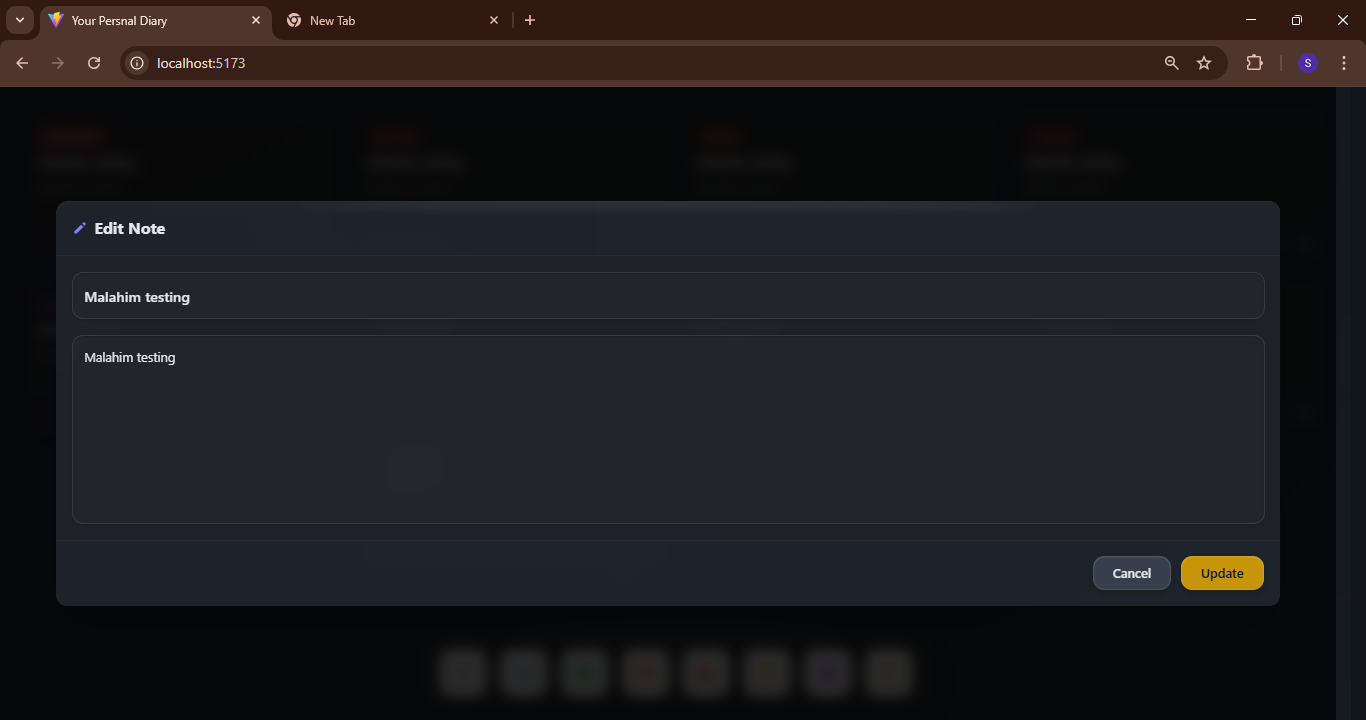 Your Persnal Diary
New Tab
localhost:5173
S
Edit Note
Malahim testing
Malahim testing
Cancel
Update